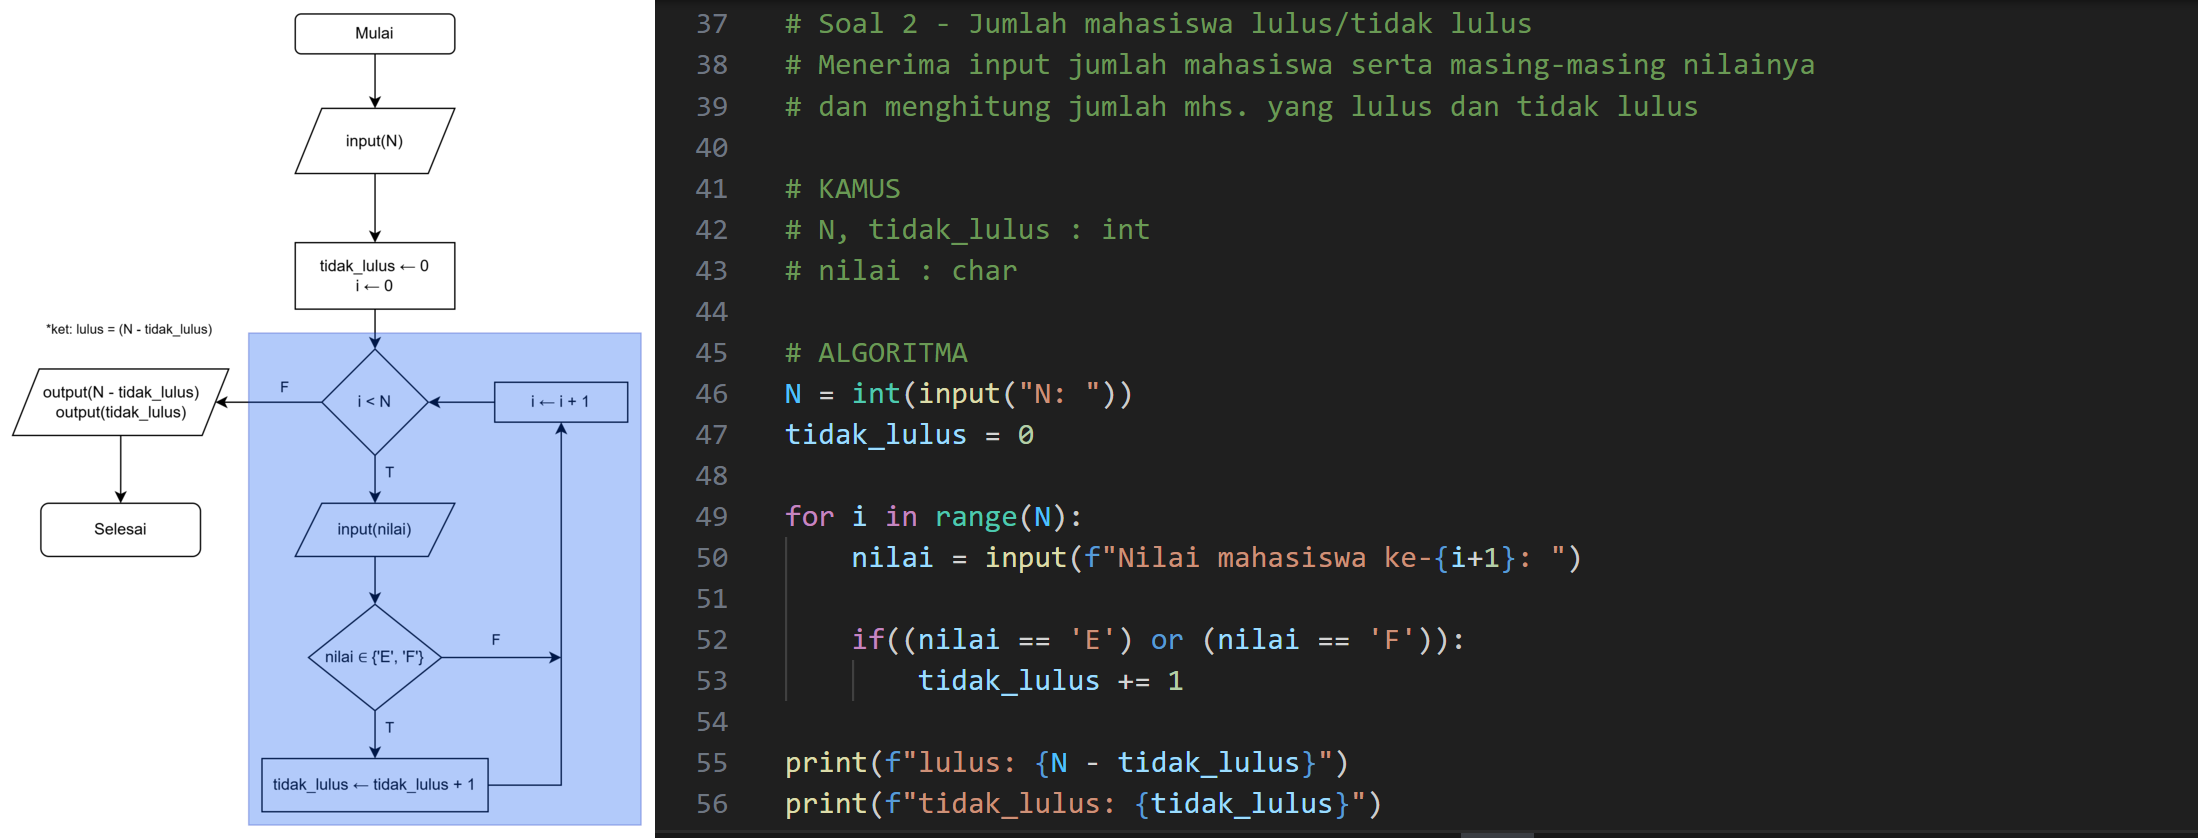 Mulai
input(N)
tidak_lulus ← 0
i ← 0
*ket: lulus = (N - tidak_lulus)
output(N - tidak_lulus)
output(tidak_lulus)
F
i < N
i ← i + 1
T
Selesai
input(nilai)
nilai ∈ {'E', 'F'}
F
T
tidak_lulus ← tidak_lulus + 1
37 # Soal 2 - Jumlah mahasiswa lulus/tidak lulus
38 # Menerima input jumlah mahasiswa serta masing-masing nilainya
39 # dan menghitung jumlah mhs. yang lulus dan tidak lulus
40
41 # KAMUS
42 # N, tidak_lulus : int
43 # nilai : char
44
45 # ALGORITMA
46 N = int(input("N: "))
47 tidak_lulus = 0
48
49 for i in range(N):
50     nilai = input(f"Nilai mahasiswa ke-{i+1}: ")
51
52     if((nilai == 'E') or (nilai == 'F')):
53         tidak_lulus += 1
54
55 print(f"lulus: {N - tidak_lulus}")
56 print(f"tidak_lulus: {tidak_lulus}")